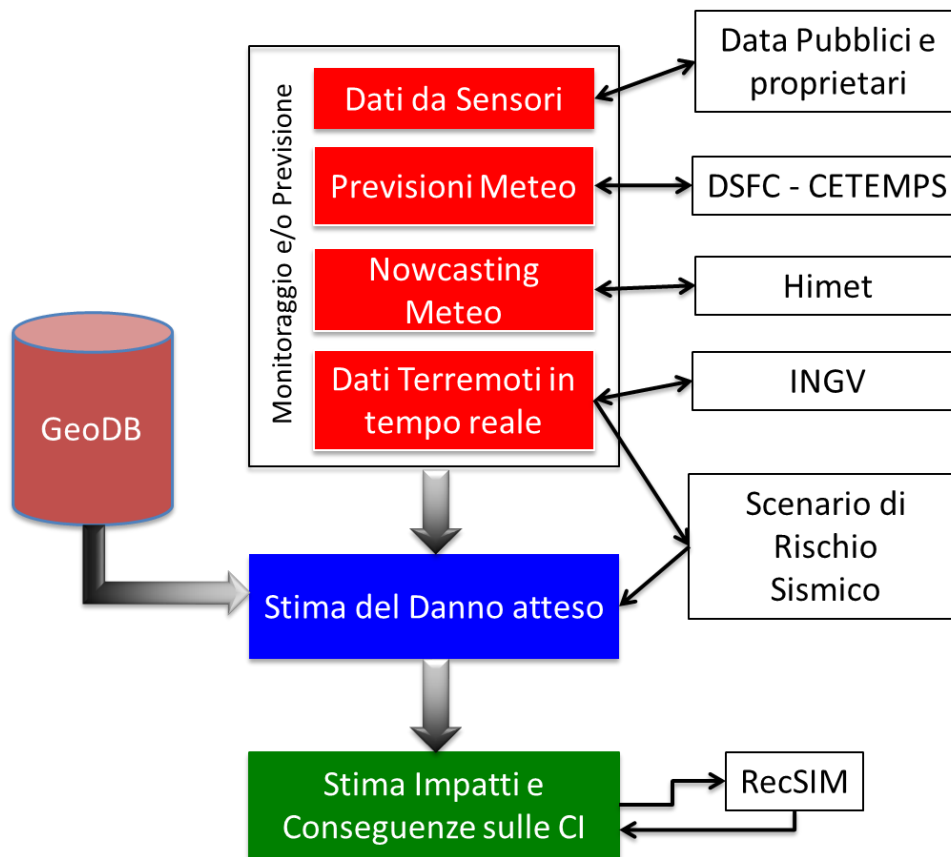 Monitoraggio e/o Previsione
Dati da Sensori
Data Pubblici e
proprietari
Previsioni Meteo
DSFC - CETEMPS
Nowcasting
Meteo
Himet
Dati Terremoti in
tempo reale
INGV
GeoDB
Scenario di
Rischio
Sismico
Stima del Danno atteso
Stima Impatti e
Conseguenze sulle CI
RecSIM